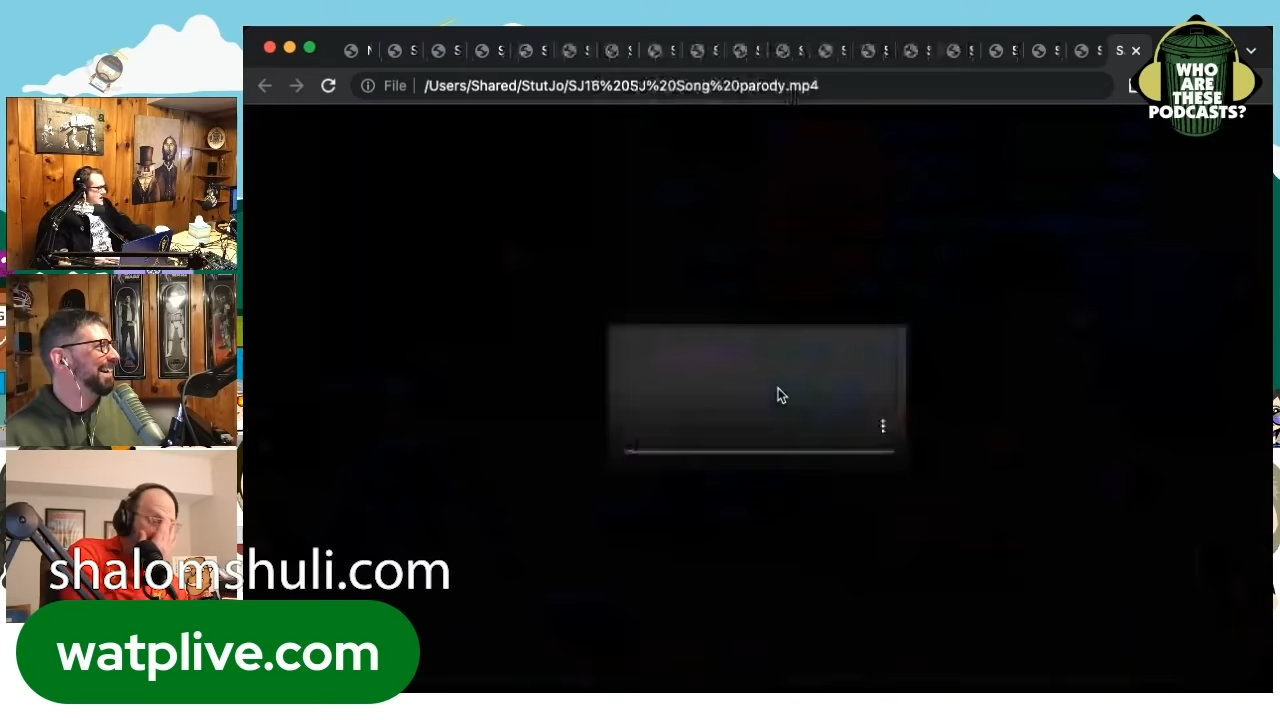 File
/Users/Shared/StutJo/SJ16%205J%20Song%20parody.mp4
WHO
ARE
THESE
PODCASTS?
shalomshuli.com
watplive.com